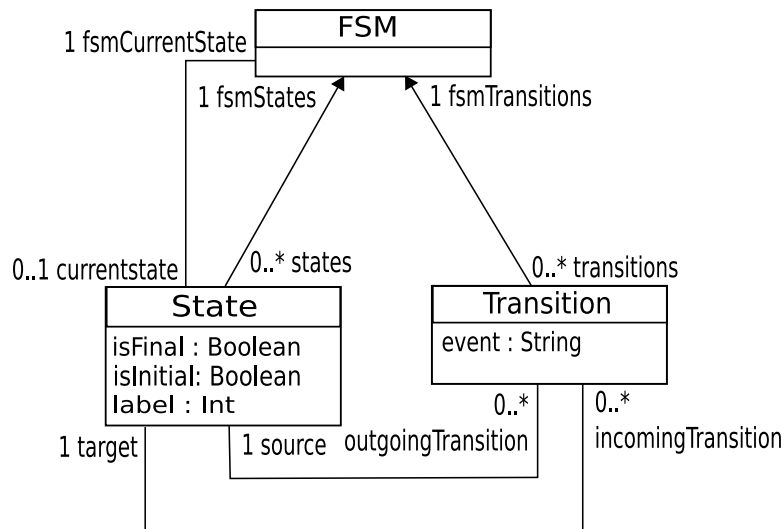 FSM
1 fsmCurrentState
1 fsmStates
1 fsmTransitions
0..1 currentstate
0..* states
0..* transitions
State
isFinal : Boolean
isInitial: Boolean
label : Int
Transition
event : String
1 target
1 source
0..*
outgoingTransition
0..*
incomingTransition